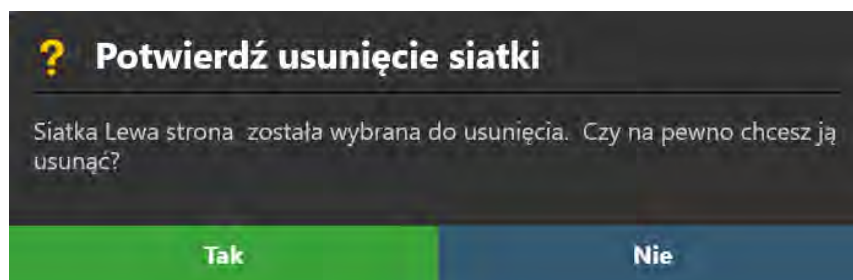 ? Potwierdź usunięcie siatki
Siatka Lewa strona  została wybrana do usunięcia.  Czy na pewno chcesz ją
usunąć?
Tak
Nie